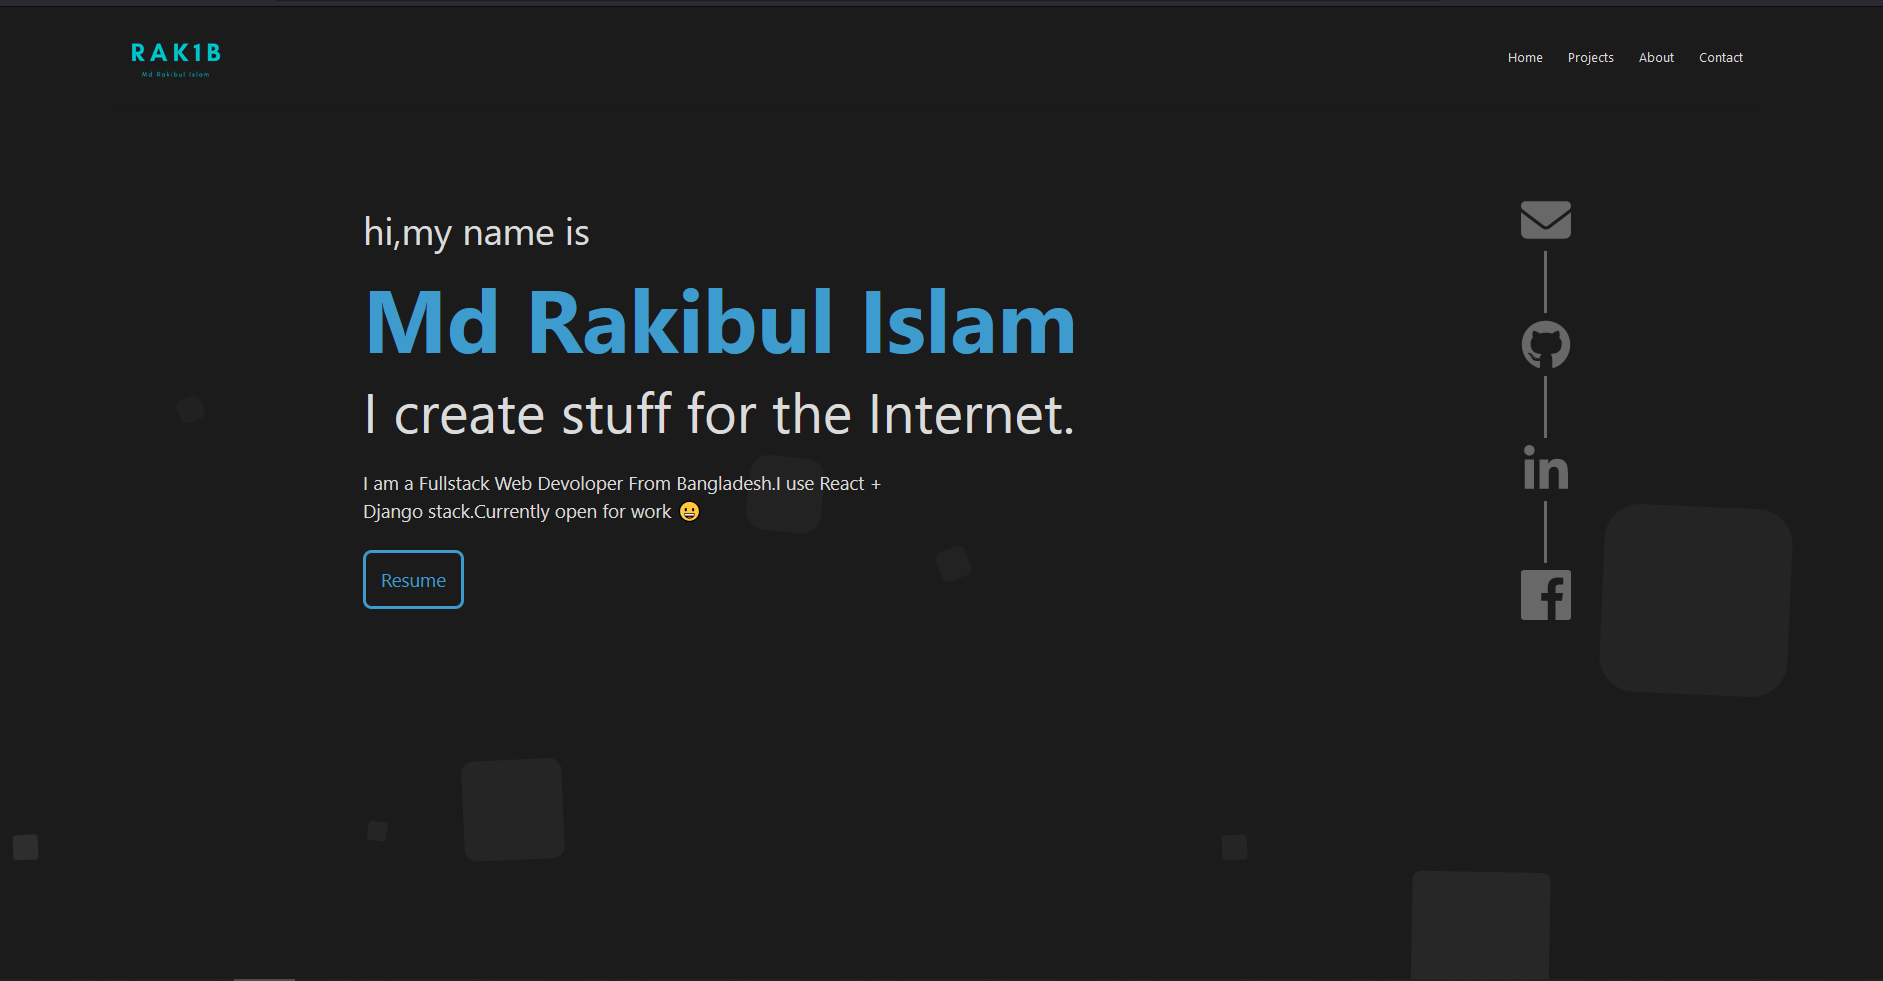 RAK1B
Md Rakibul Islam
Home Projects About Contact
hi,my name is
Md Rakibul Islam
I create stuff for the Internet.
I am a Fullstack Web Devoloper From Bangladesh.I use React +
Django stack.Currently open for work 😀
Resume